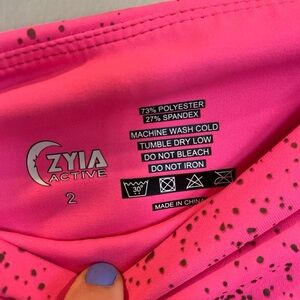 73% POLYESTER
27% SPANDEX
MACHINE WASH COLD
TUMBLE DRY LOW
DO NOT BLEACH
DO NOT IRON
ZYIA
ACTIVE
2
30°
MADE IN CHINA